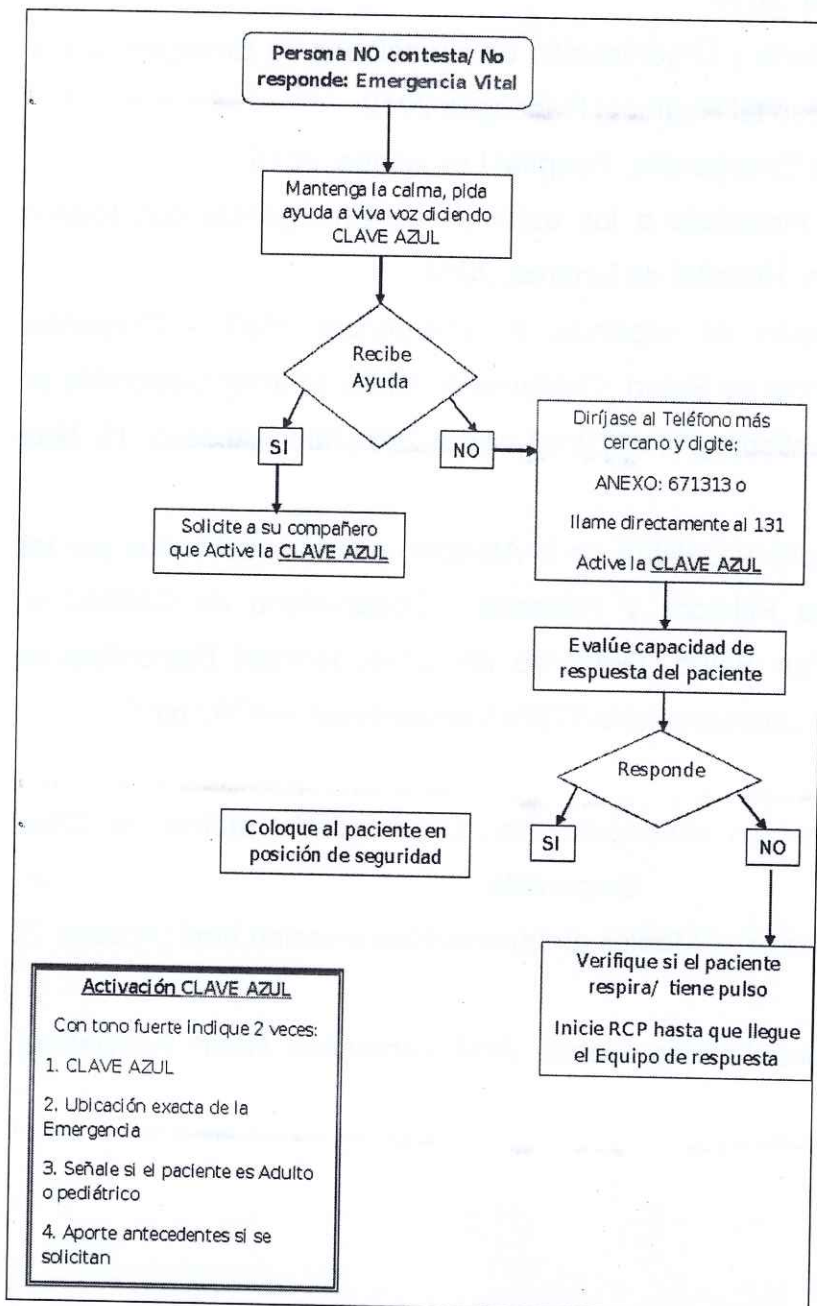 Persona NO contesta/ No
responde: Emergencia Vital
Mantenga la calma, pida
ayuda a viva voz diciendo
CLAVE AZUL
Recibe
Ayuda
SI
NO
Solicite a su compañero
que Active la CLAVE AZUL
Diríjase al Teléfono más
cercano y digite:
ANEXO: 671313 o
llame directamente al 131
Active la CLAVE AZUL
Evalúe capacidad de
respuesta del paciente
Responde
SI
NO
Coloque al paciente en
posición de seguridad
Verifique si el paciente
respira/ tiene pulso
Inicie RCP hasta que llegue
el Equipo de respuesta
Activación CLAVE AZUL
Con tono fuerte indique 2 veces:
1. CLAVE AZUL
2. Ubicación exacta de la
Emergencia
3. Señale si el paciente es Adulto
o pediátrico
4. Aporte antecedentes si se
solicitan